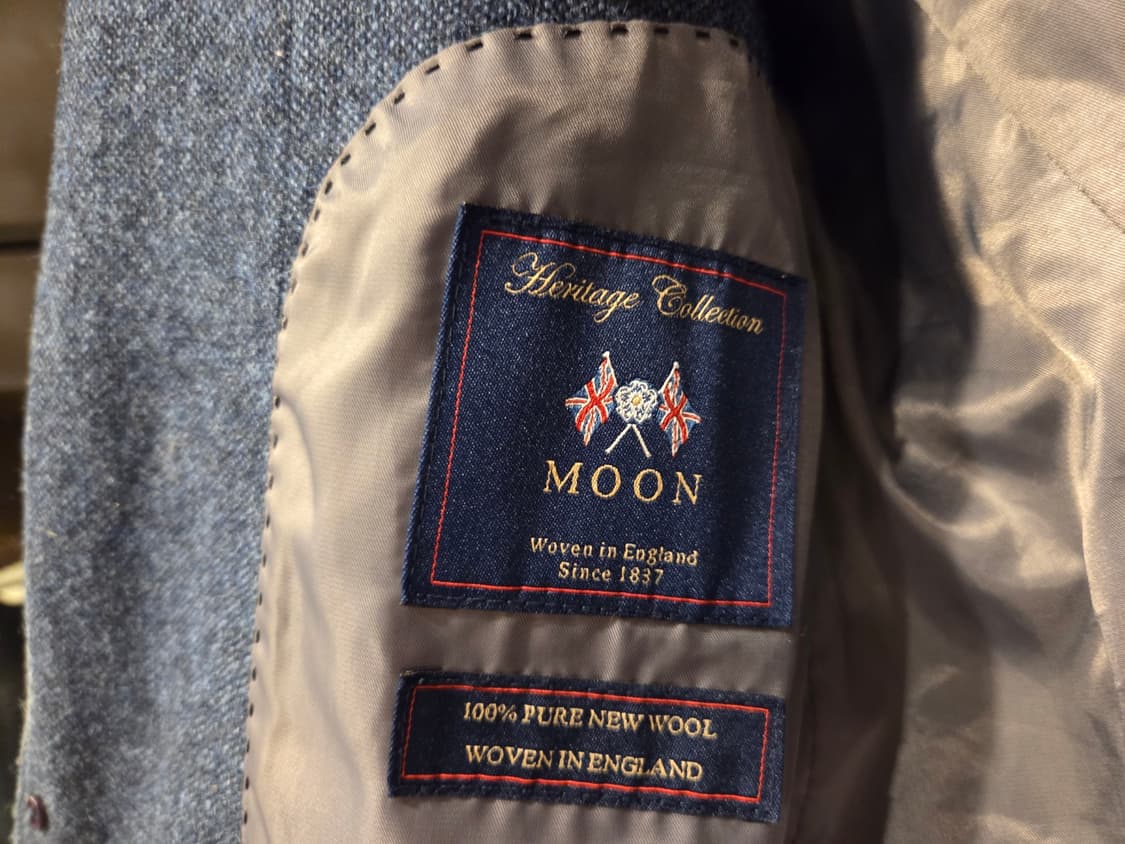 Heritage Collection
MOON
Woven in England
Since 1837
100% PURE NEW WOOL
WOVEN IN ENGLAND